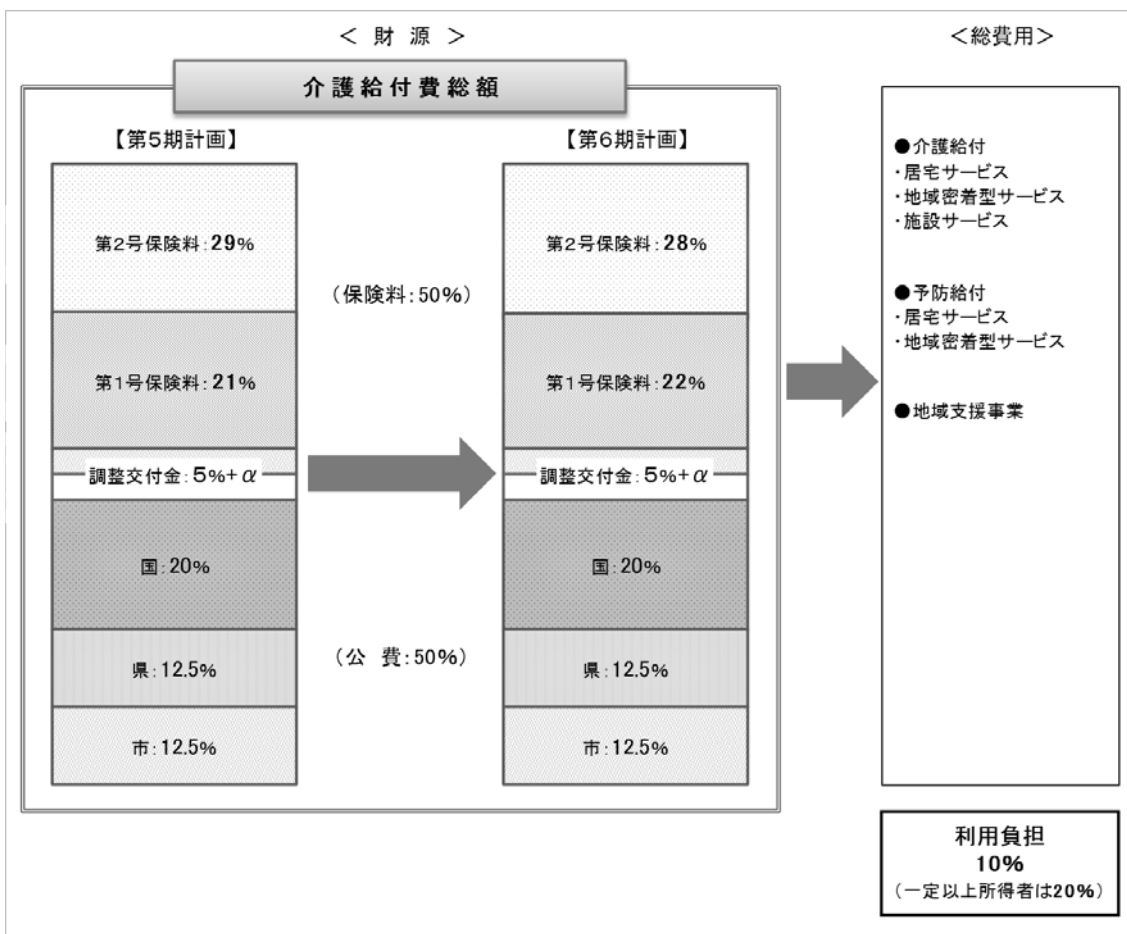 ＜ 財 源 ＞
介護給付費総額
【第5期計画】
第2号保険料：29%
第1号保険料：21%
調整交付金：5%+α
国：20%
県：12.5%
市：12.5%
（保険料：50%）
（公 費：50%）
【第6期計画】
第2号保険料：28%
第1号保険料：22%
調整交付金：5%+α
国：20%
県：12.5%
市：12.5%
＜総費用＞
●介護給付
・居宅サービス
・地域密着型サービス
・施設サービス
●予防給付
・居宅サービス
・地域密着型サービス
●地域支援事業
利用負担
10%
（一定以上所得者は20%）